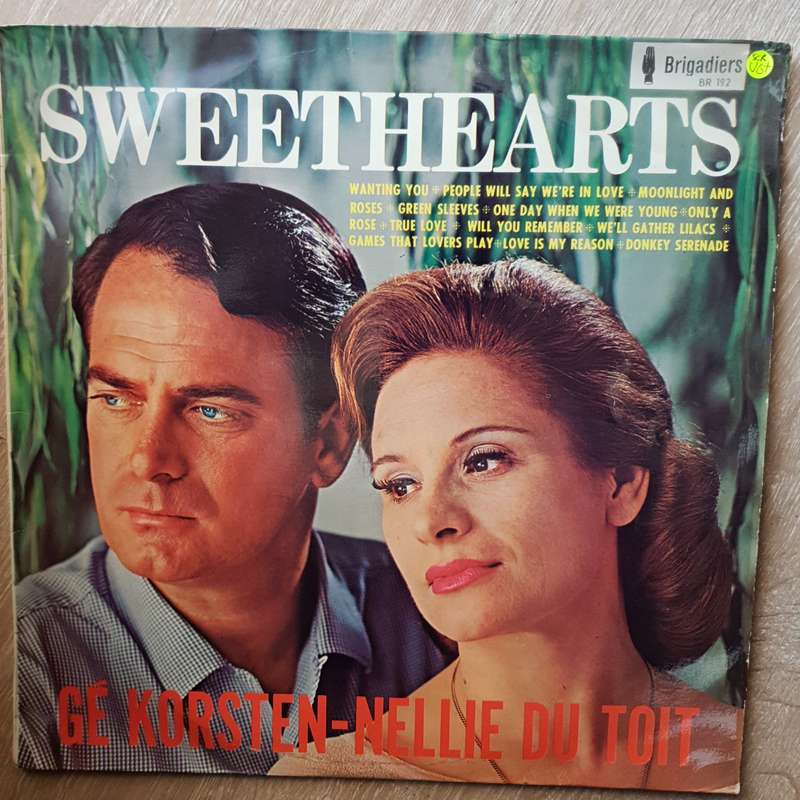 Brigadiers
BR 192
SWEETHEARTS
WANTING YOU + PEOPLE WILL SAY WE'RE IN LOVE + MOONLIGHT AND
ROSES + GREEN SLEEVES + ONE DAY WHEN WE WERE YOUNG + ONLY A
ROSE + TRUE LOVE + WILL YOU REMEMBER + WE'LL GATHER LILACS +
GAMES THAT LOVERS PLAY + LOVE IS MY REASON + DONKEY SERENADE
GÉ KORSTEN-NELLIE DU TOIT